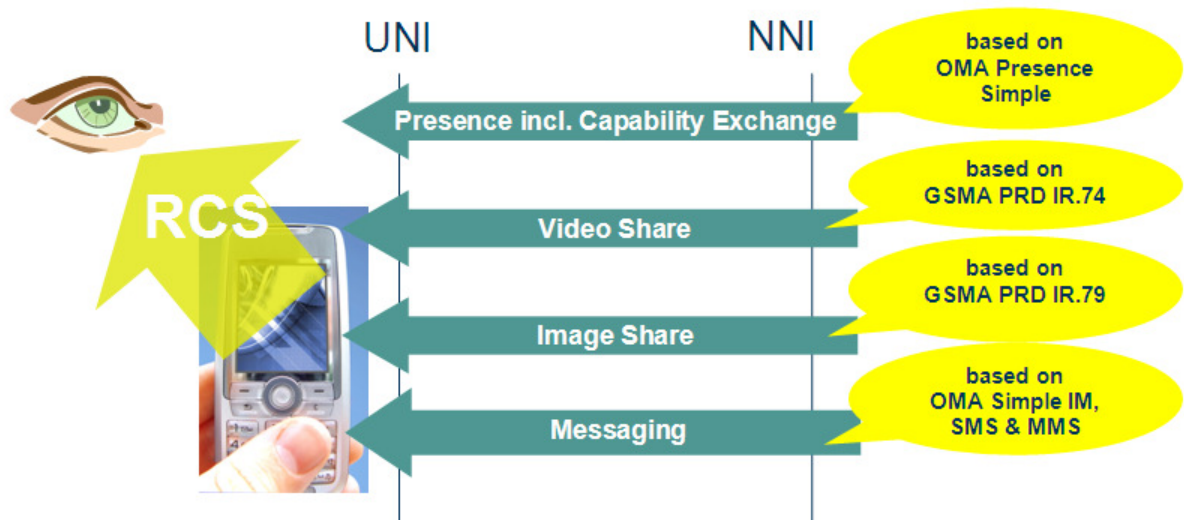 UNI
NNI
based on
OMA Presence
Simple
Presence incl. Capability Exchange
based on
GSMA PRD IR.74
RCS
Video Share
based on
GSMA PRD IR.79
Image Share
based on
OMA Simple IM,
SMS & MMS
Messaging